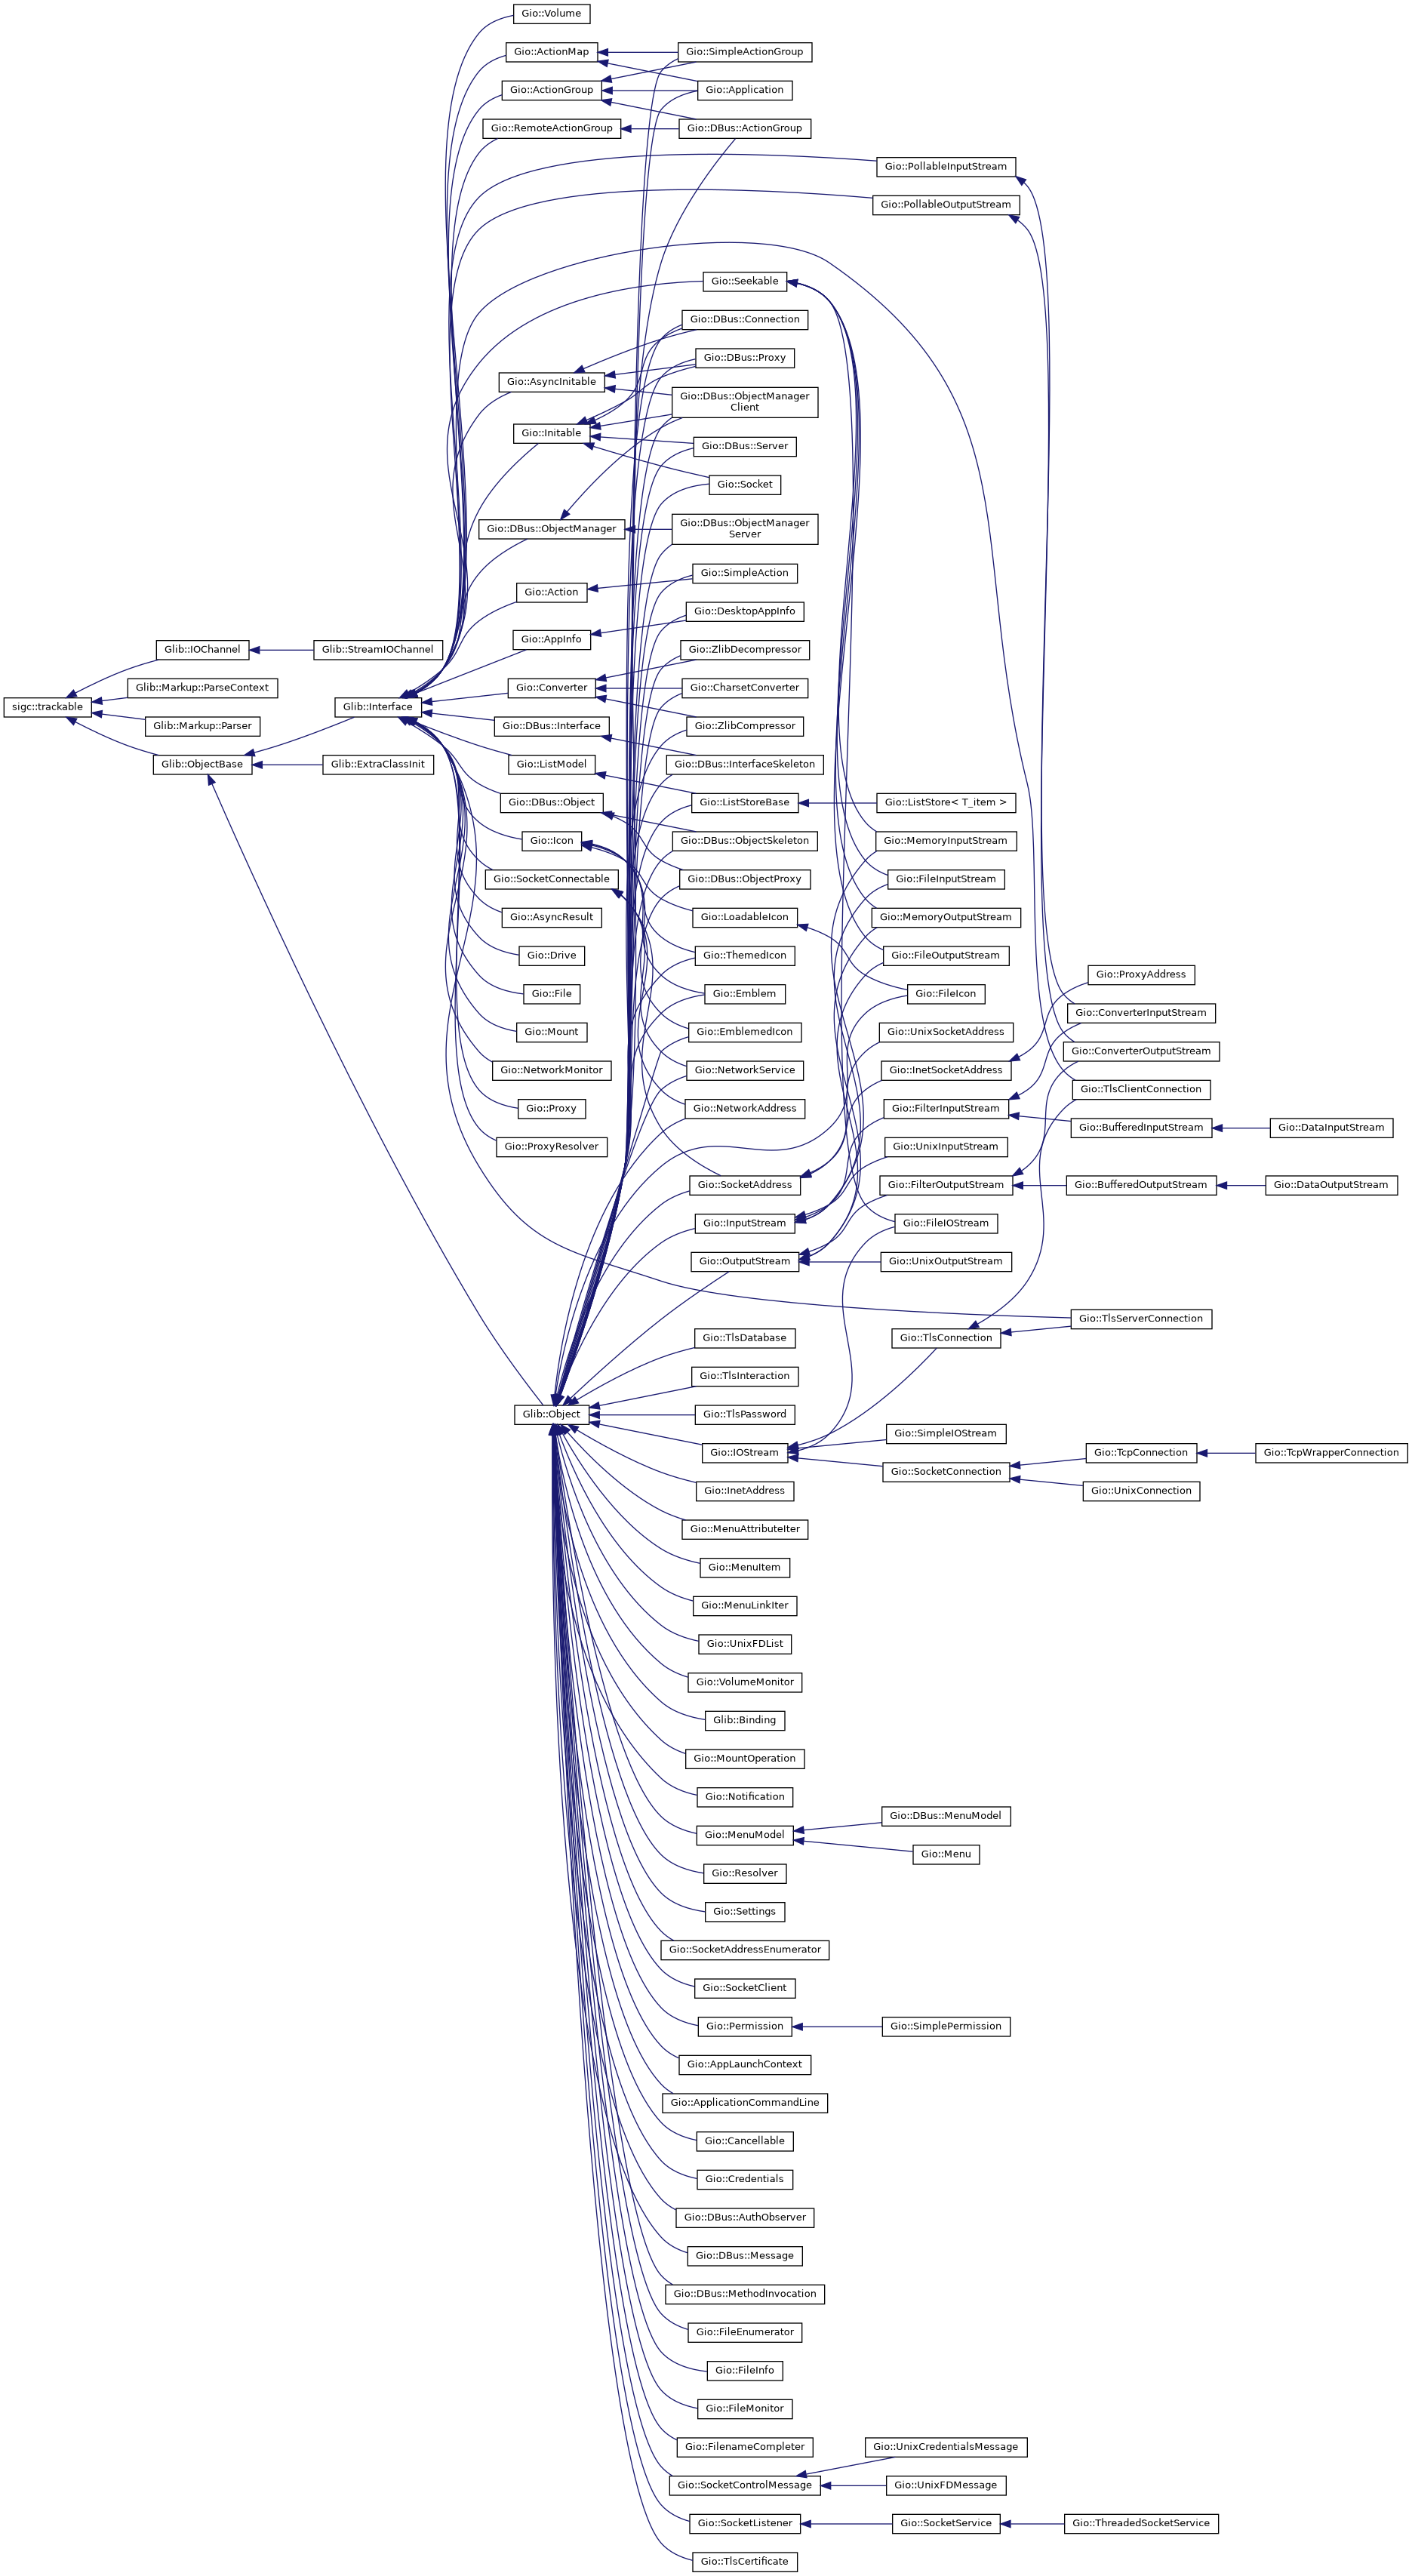 Gio::Volume
Gio::ActionMap
Gio::SimpleActionGroup
Gio::ActionGroup
Gio::Application
Gio::RemoteActionGroup
Gio::DBus::ActionGroup
Gio::PollableInputStream
Gio::PollableOutputStream
Gio::Seekable
Gio::DBus::Connection
Gio::DBus::Proxy
Gio::AsyncInitable
Gio::DBus::ObjectManager
Client
Gio::Initable
Gio::DBus::Server
Gio::Socket
Gio::DBus::ObjectManager
Gio::DBus::ObjectManager
Server
Gio::SimpleAction
Gio::Action
Gio::DesktopAppInfo
Gio::AppInfo
Glib::IOChannel
Glib::StreamIOChannel
Gio::ZlibDecompressor
Glib::Markup::ParseContext
Gio::Converter
Gio::CharsetConverter
sigc::trackable
Glib::Interface
Glib::Markup::Parser
Gio::DBus::Interface
Gio::ZlibCompressor
Glib::ObjectBase
Glib::ExtraClassInit
Gio::ListModel
Gio::DBus::InterfaceSkeleton
Gio::DBus::Object
Gio::ListStoreBase
Gio::ListStore< T_item >
Gio::Icon
Gio::DBus::ObjectSkeleton
Gio::MemoryInputStream
Gio::SocketConnectable
Gio::DBus::ObjectProxy
Gio::FileInputStream
Gio::AsyncResult
Gio::LoadableIcon
Gio::MemoryOutputStream
Gio::Drive
Gio::ThemedIcon
Gio::FileOutputStream
Gio::ProxyAddress
Gio::File
Gio::Emblem
Gio::FileIcon
Gio::ConverterInputStream
Gio::Mount
Gio::EmblemedIcon
Gio::UnixSocketAddress
Gio::ConverterOutputStream
Gio::NetworkMonitor
Gio::NetworkService
Gio::InetSocketAddress
Gio::TlsClientConnection
Gio::Proxy
Gio::NetworkAddress
Gio::FilterInputStream
Gio::BufferedInputStream
Gio::DataInputStream
Gio::ProxyResolver
Gio::UnixInputStream
Gio::SocketAddress
Gio::FilterOutputStream
Gio::BufferedOutputStream
Gio::DataOutputStream
Gio::InputStream
Gio::FileIOStream
Gio::OutputStream
Gio::UnixOutputStream
Gio::TlsServerConnection
Gio::TlsDatabase
Gio::TlsConnection
Gio::TlsInteraction
Glib::Object
Gio::TlsPassword
Gio::SimpleIOStream
Gio::IOStream
Gio::TcpConnection
Gio::TcpWrapperConnection
Gio::SocketConnection
Gio::InetAddress
Gio::UnixConnection
Gio::MenuAttributeIter
Gio::MenuItem
Gio::MenuLinkIter
Gio::UnixFDList
Gio::VolumeMonitor
Glib::Binding
Gio::MountOperation
Gio::Notification
Gio::DBus::MenuModel
Gio::MenuModel
Gio::Menu
Gio::Resolver
Gio::Settings
Gio::SocketAddressEnumerator
Gio::SocketClient
Gio::Permission
Gio::SimplePermission
Gio::AppLaunchContext
Gio::ApplicationCommandLine
Gio::Cancellable
Gio::Credentials
Gio::DBus::AuthObserver
Gio::DBus::Message
Gio::DBus::MethodInvocation
Gio::FileEnumerator
Gio::FileInfo
Gio::FileMonitor
Gio::FilenameCompleter
Gio::UnixCredentialsMessage
Gio::SocketControlMessage
Gio::UnixFDMessage
Gio::SocketListener
Gio::SocketService
Gio::ThreadedSocketService
Gio::TlsCertificate